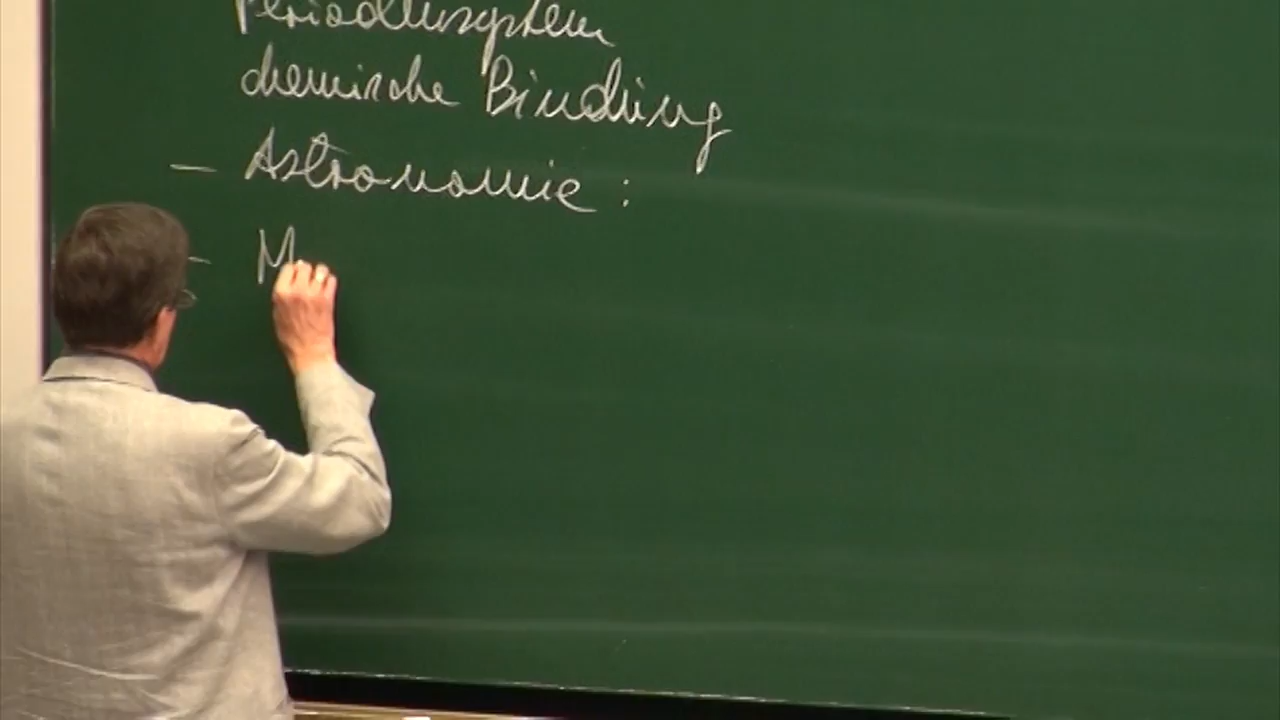 Periodensystem
chemische Bindung
– Astronomie :
– M